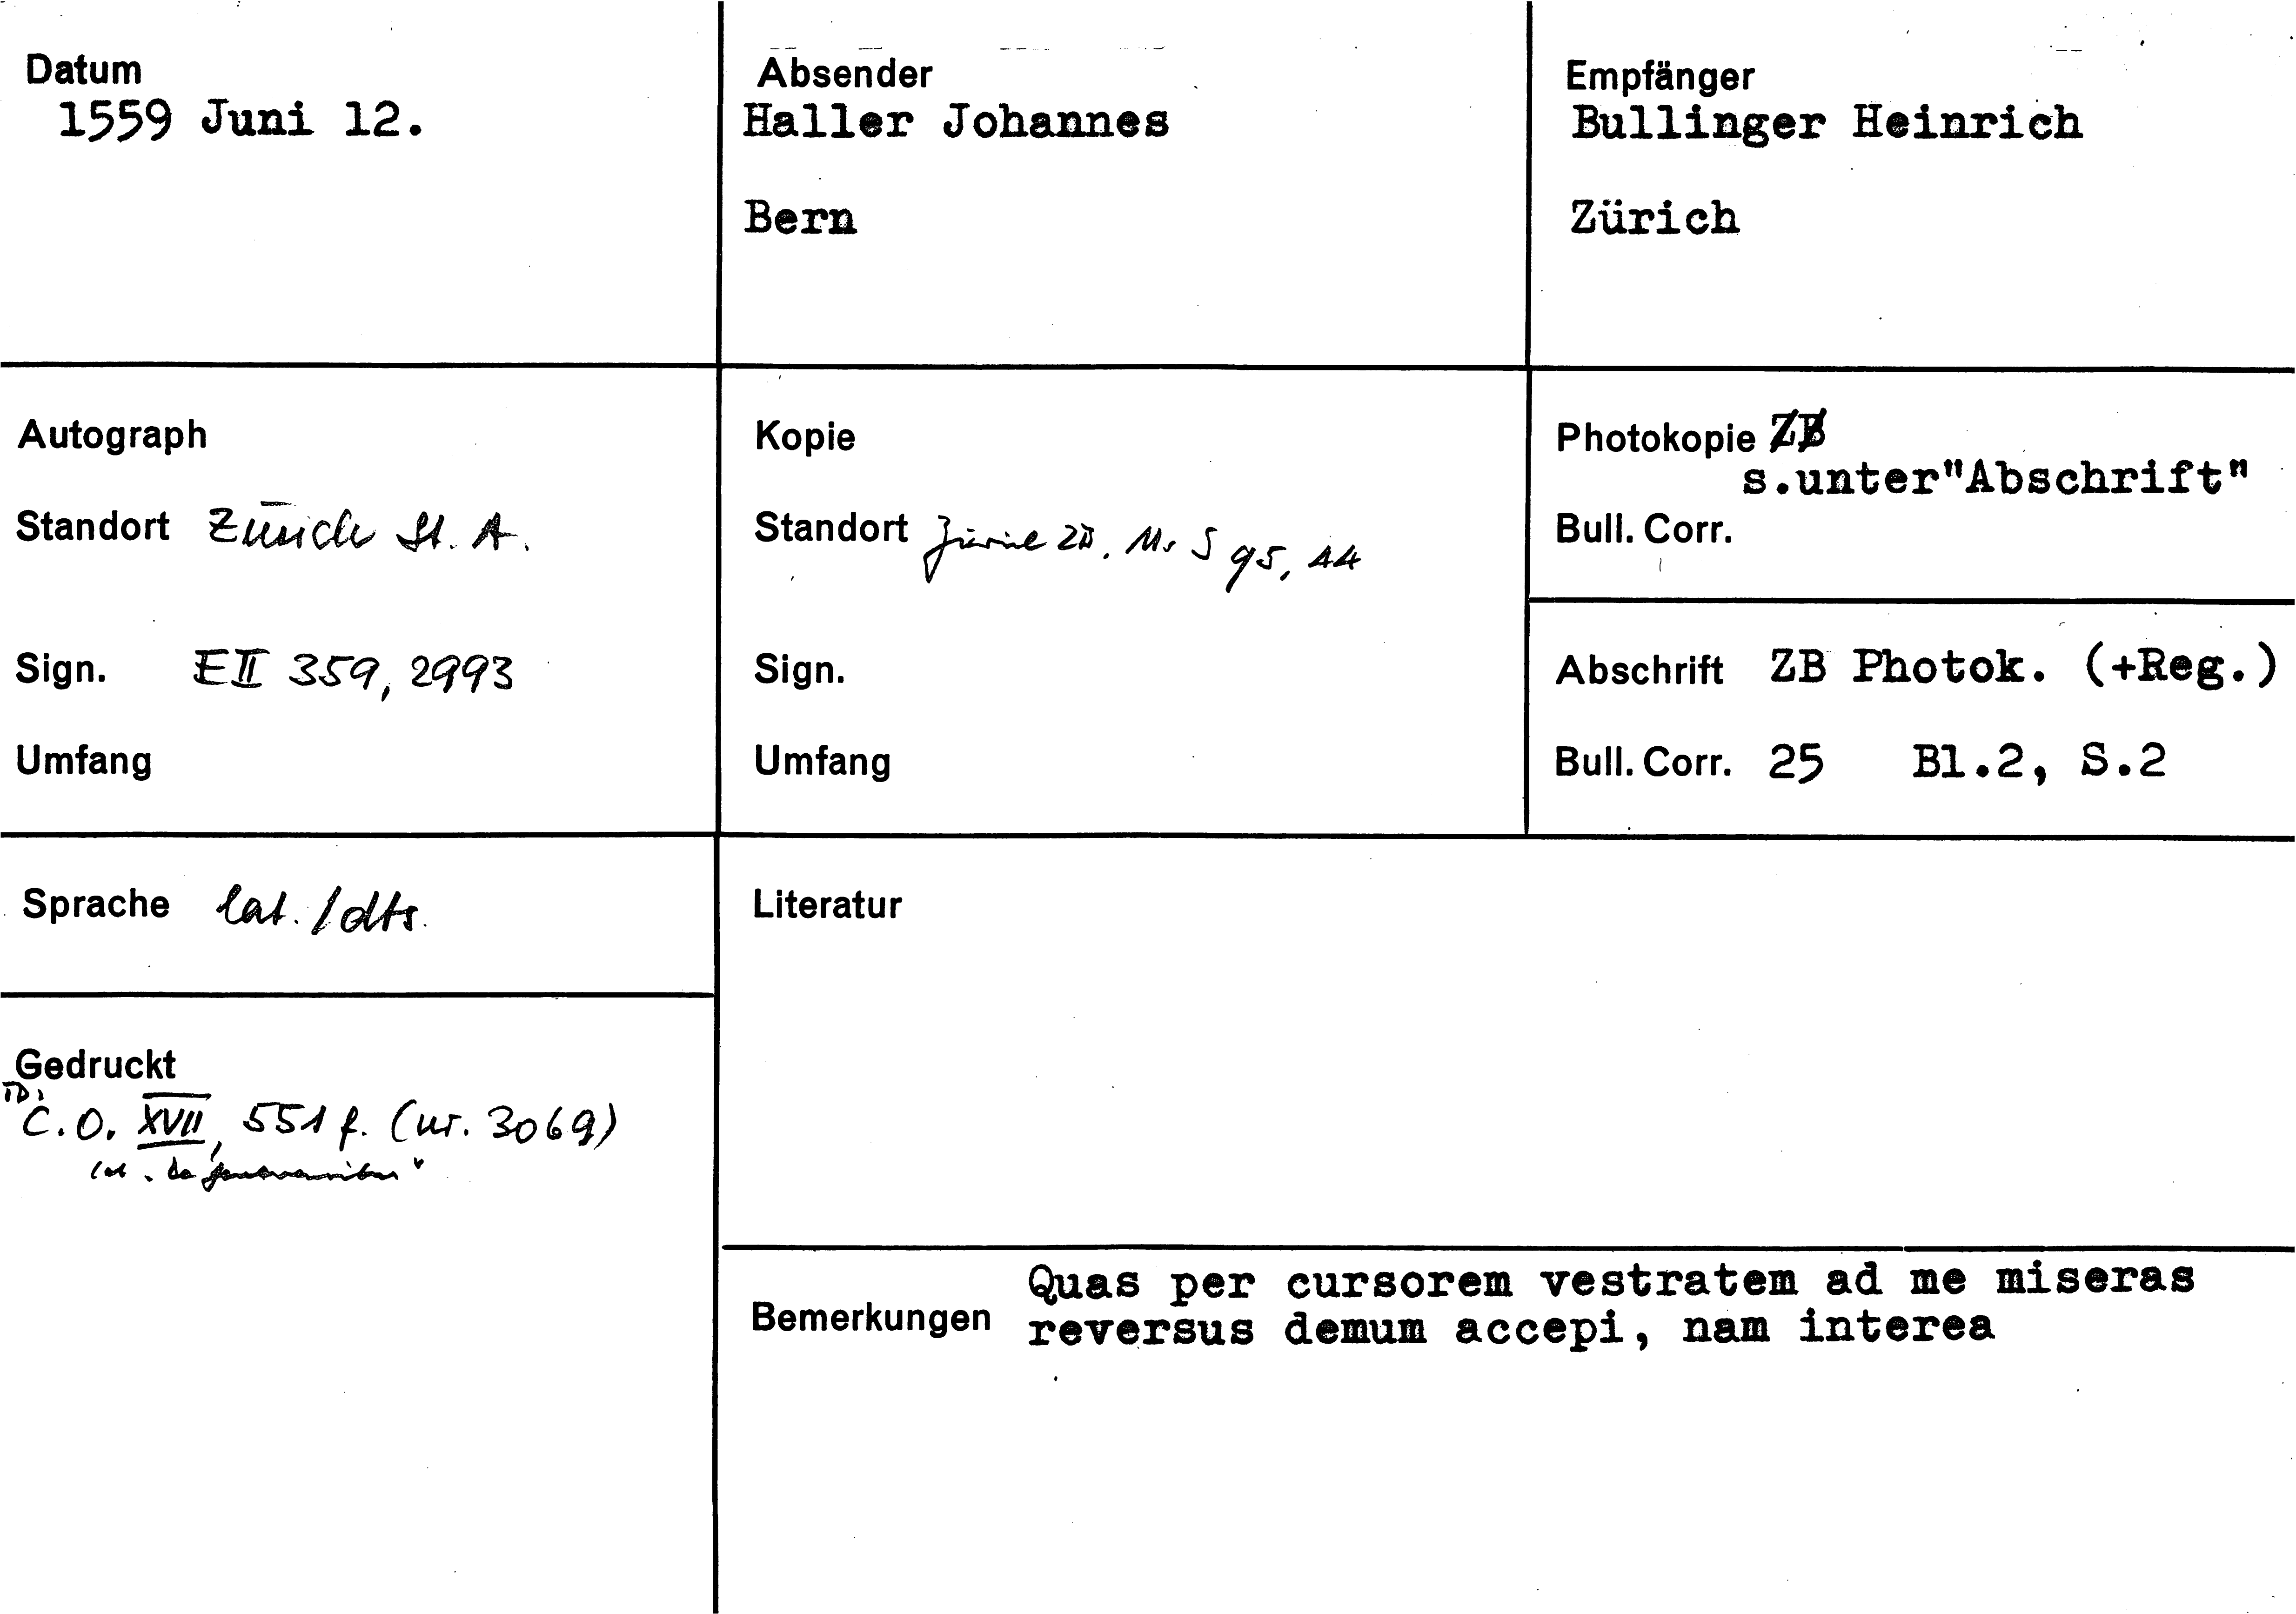 Datum
1559 Juni 12.
Absender
Haller Johannes
Bern
Empfänger
Bullinger Heinrich
Zürich
Autograph
Standort Zürich St. A.
Sign. E II 359, 2993
Umfang
Kopie
Standort Zürich ZB, Ms S 95, 44
Sign.
Umfang
Photokopie ZB
s.unter"Abschrift"
Bull. Corr.
Abschrift ZB Photok. (+Reg.)
Bull. Corr. 25 Bl.2, S.2
Sprache lat. / dts.
Gedruckt
TD:
C.O. XVII, 551 f. (nr. 3069)
Literatur
Bemerkungen Quas per cursorem vestratem ad me miseras
reversus demum accepi, nam interea